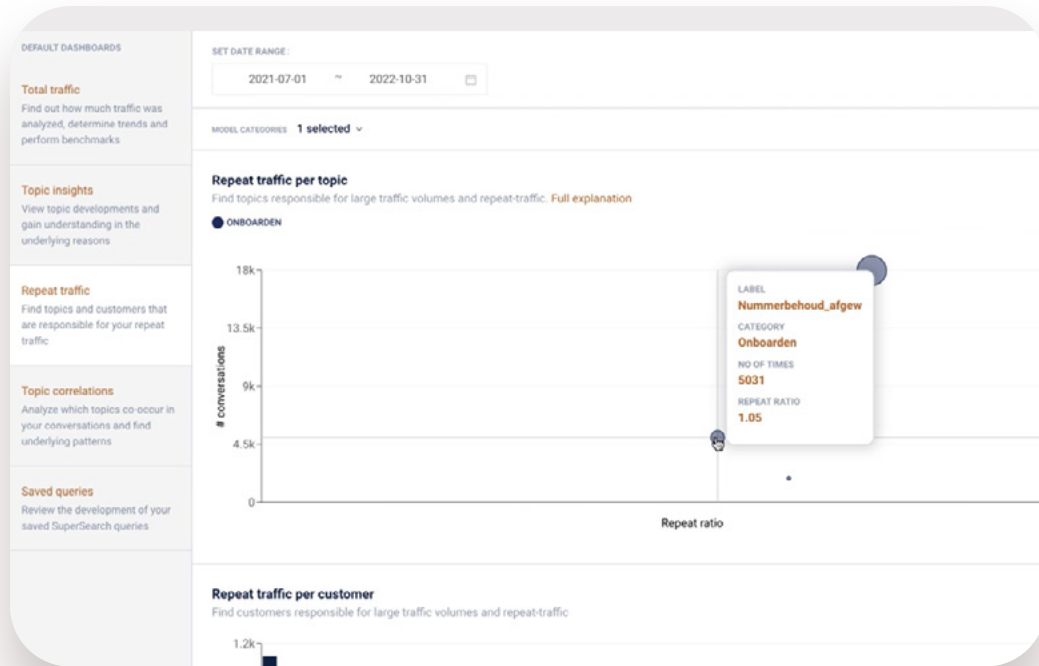 DEFAULT DASHBOARDS
Total traffic
Find out how much traffic was
analyzed, determine trends and
perform benchmarks
Topic insights
View topic developments and
gain understanding in the
underlying reasons
Repeat traffic
Find topics and customers that
are responsible for your repeat
traffic
Topic correlations
Analyze which topics co-occur in
your conversations and find
underlying patterns
Saved queries
Review the development of your
saved SuperSearch queries
SET DATE RANGE:
2021-07-01 ~ 2022-10-31
MODEL CATEGORIES 1 selected
Repeat traffic per topic
Find topics responsible for large traffic volumes and repeat-traffic. Full explanation
ONBOARDEN
18k
13.5k
9k
4.5k
0
# conversations
Repeat ratio
LABEL
Nummerbehoud_afgew
CATEGORY
Onboarden
NO OF TIMES
5031
REPEAT RATIO
1.05
Repeat traffic per customer
Find customers responsible for large traffic volumes and repeat-traffic
1.2k